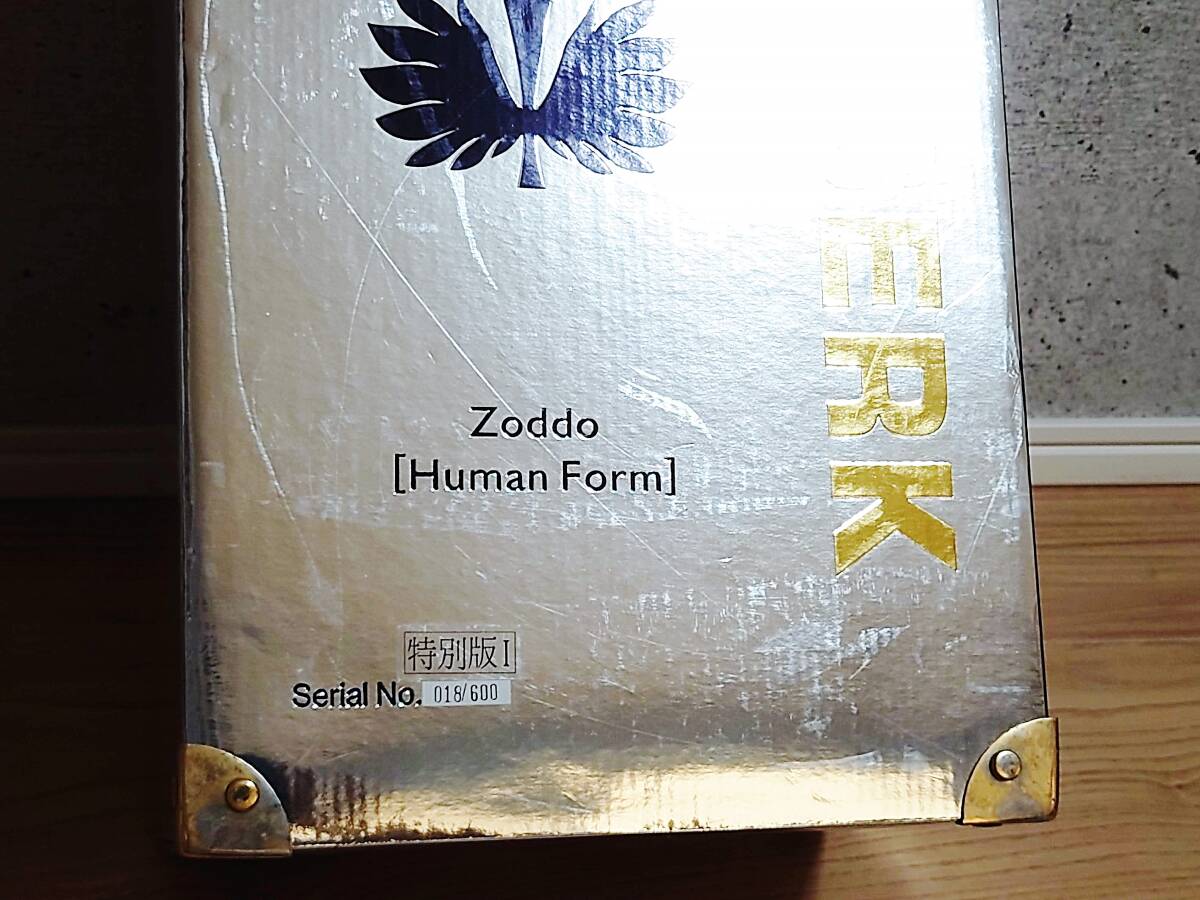 ERK
Zoddo
[Human Form]
特別版I
Serial No. 018/600